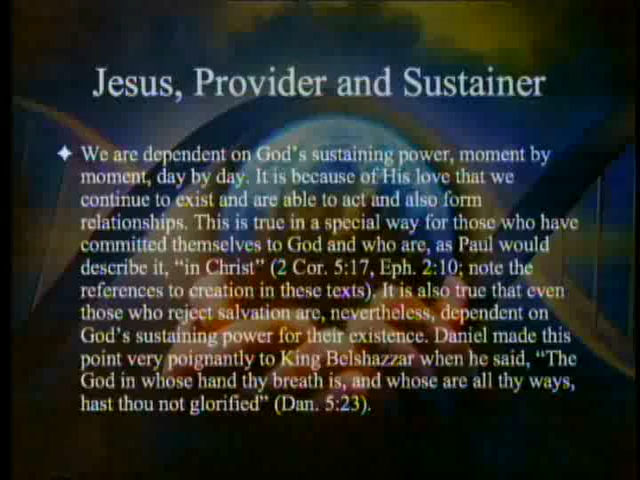 Jesus, Provider and Sustainer
We are dependent on God's sustaining power, moment by
moment, day by day. It is because of His love that we
continue to exist and are able to act and also form
relationships. This is true in a special way for those who have
committed themselves to God and who are, as Paul would
describe it, "in Christ" (2 Cor. 5:17, Eph. 2:10; note the
references to creation in these texts). It is also true that even
those who reject salvation are, nevertheless, dependent on
God's sustaining power for their existence. Daniel made this
point very poignantly to King Belshazzar when he said, "The
God in whose hand thy breath is, and whose are all thy ways,
hast thou not glorified" (Dan. 5:23).